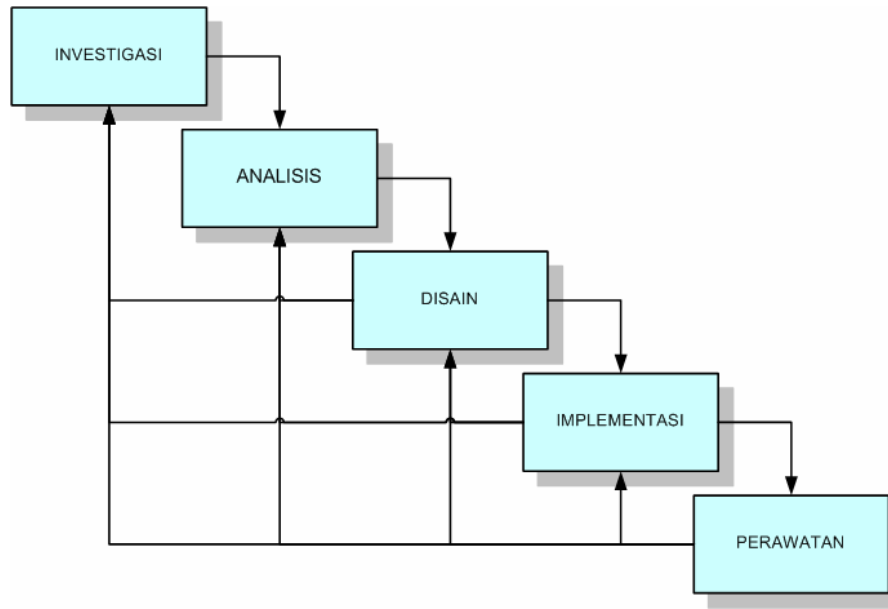 INVESTIGASI
ANALISIS
DISAIN
IMPLEMENTASI
PERAWATAN